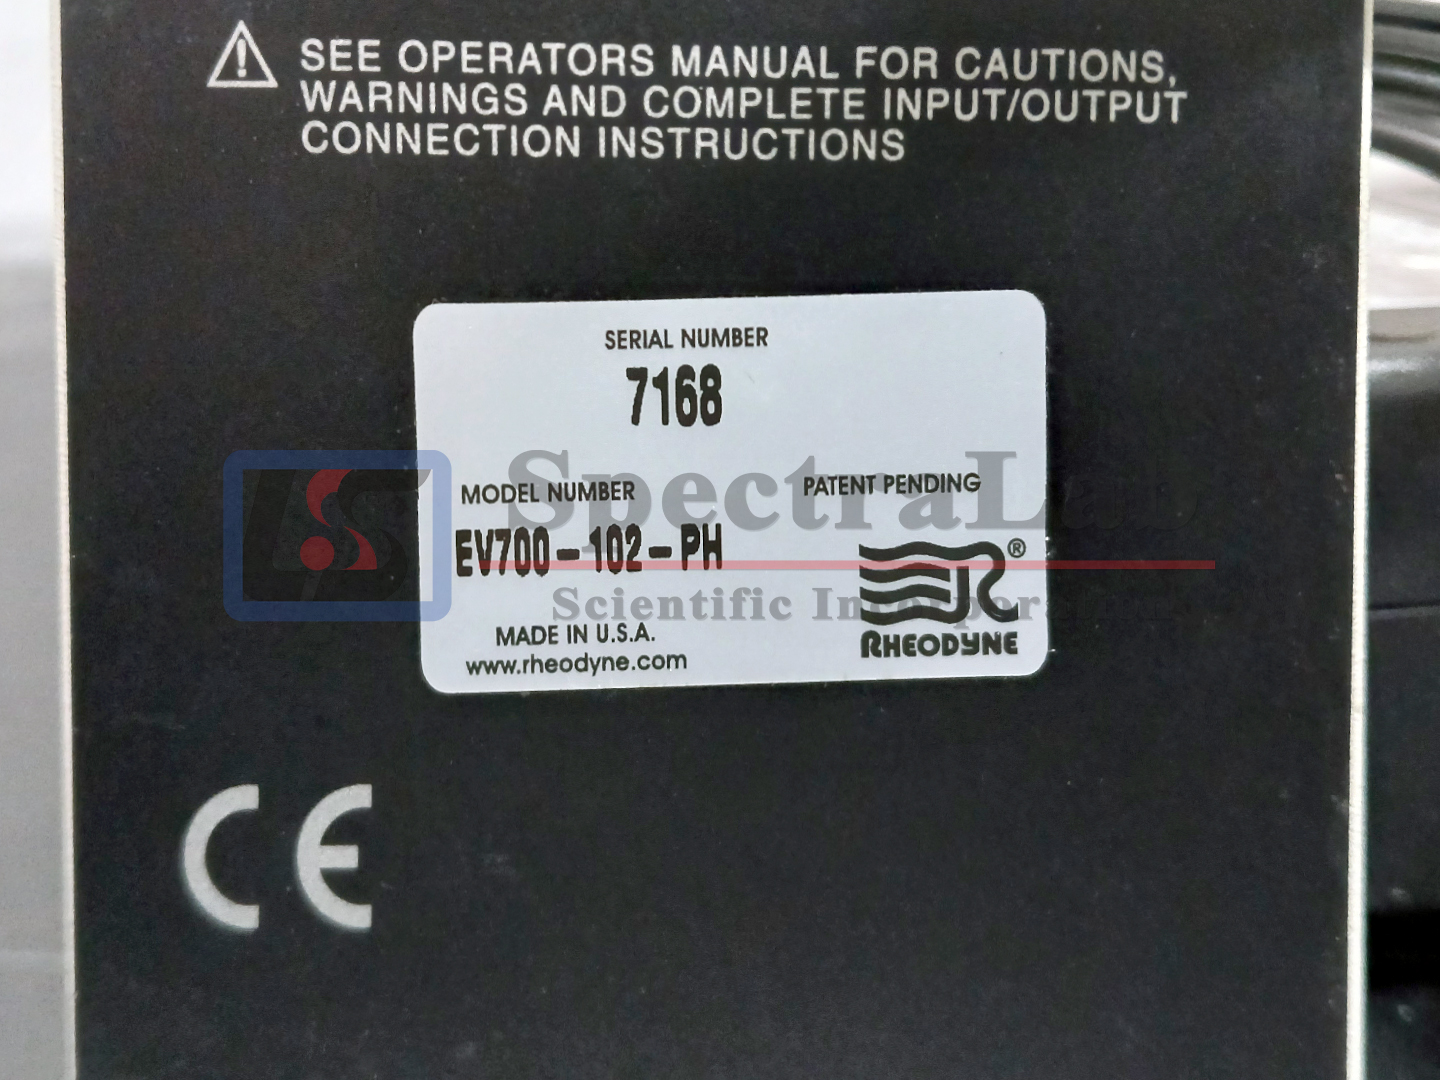 SEE OPERATORS MANUAL FOR CAUTIONS,
WARNINGS AND COMPLETE INPUT/OUTPUT
CONNECTION INSTRUCTIONS
SERIAL NUMBER
7168
MODEL NUMBER
PATENT PENDING
EV700-102-PH
MADE IN U.S.A.
www.rheodyne.com
®
RHEODYNE
SpectraLab
Scientific Incorporated
CE